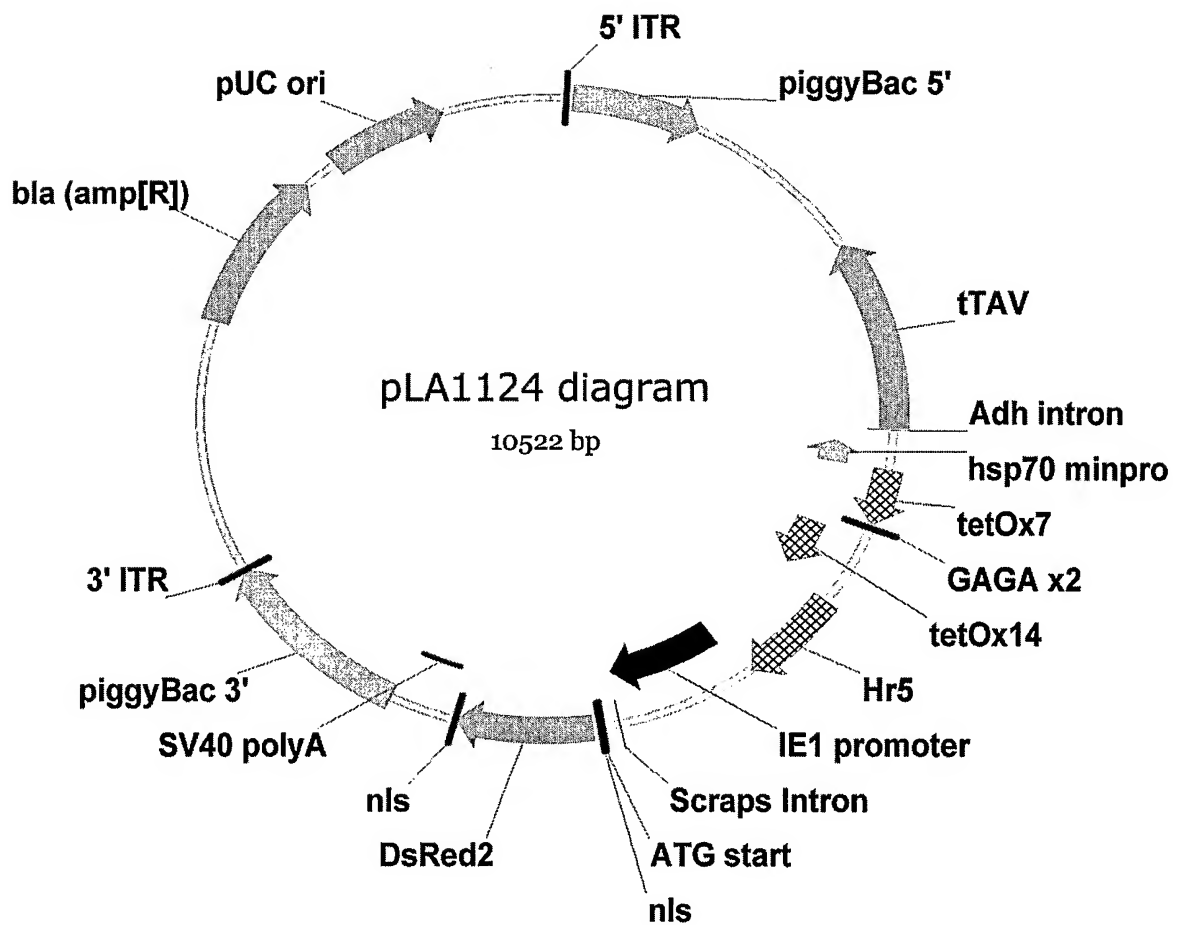 5' ITR
pUC ori
piggyBac 5'
bla (amp[R])
tTAV
pLA1124 diagram
10522 bp
Adh intron
hsp70 minpro
tetOx7
GAGA x2
3' ITR
tetOx14
piggyBac 3'
Hr5
SV40 polyA
IE1 promoter
nls
Scraps Intron
DsRed2
ATG start
nls